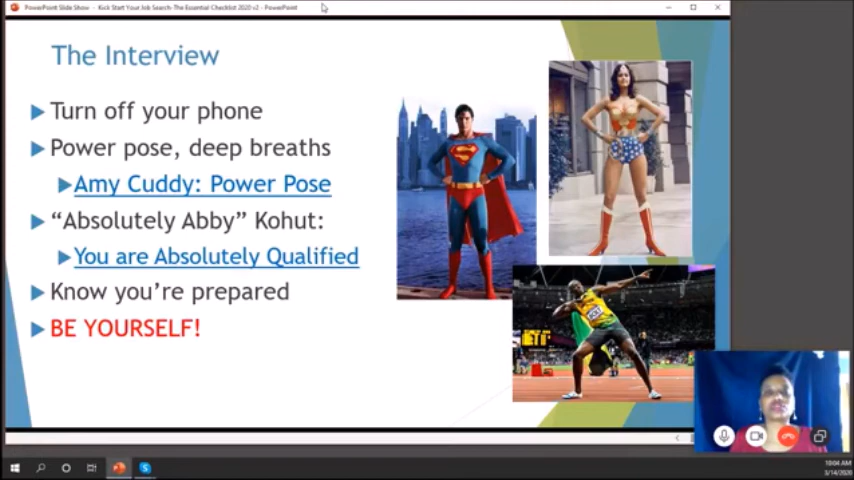 PowerPoint Slide Show - Kick Start Your Job Search-The Essential Checklist 2020 v2 - PowerPoint
The Interview
Turn off your phone
Power pose, deep breaths
Amy Cuddy: Power Pose
“Absolutely Abby” Kohut:
You are Absolutely Qualified
Know you’re prepared
BE YOURSELF!
10:04 AM
3/14/2020